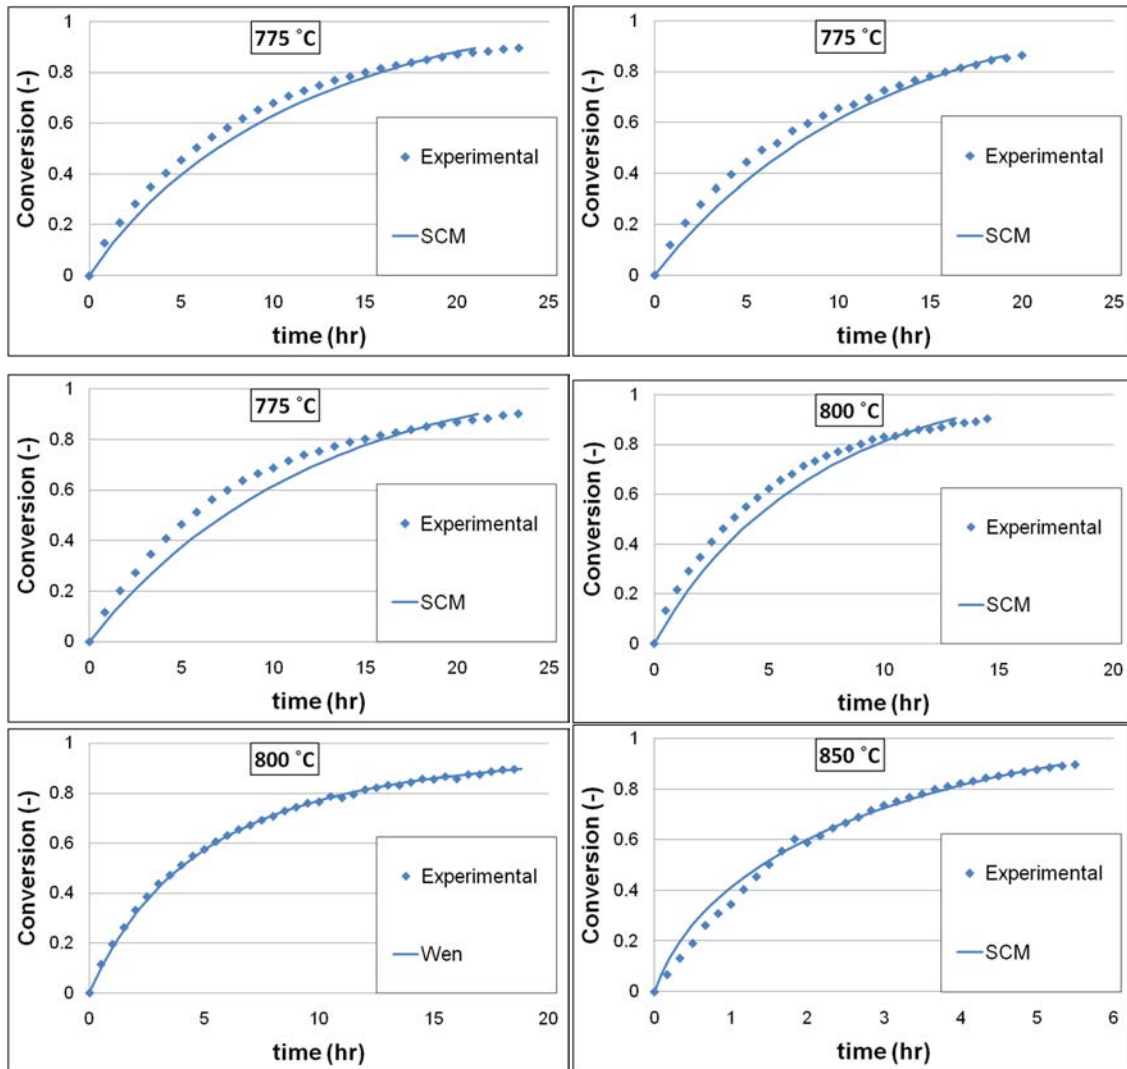 775 ˚C
Conversion (-)
1
0.8
0.6
0.4
0.2
0
Experimental
SCM
0 5 10 15 20 25
time (hr)
775 ˚C
Conversion (-)
1
0.8
0.6
0.4
0.2
0
Experimental
SCM
0 5 10 15 20 25
time (hr)
775 ˚C
Conversion (-)
1
0.8
0.6
0.4
0.2
0
Experimental
SCM
0 5 10 15 20 25
time (hr)
800 ˚C
Conversion (-)
1
0.8
0.6
0.4
0.2
0
Experimental
SCM
0 5 10 15 20
time (hr)
800 ˚C
Conversion (-)
1
0.8
0.6
0.4
0.2
0
Experimental
Wen
0 5 10 15 20
time (hr)
850 ˚C
Conversion (-)
1
0.8
0.6
0.4
0.2
0
Experimental
SCM
0 1 2 3 4 5 6
time (hr)